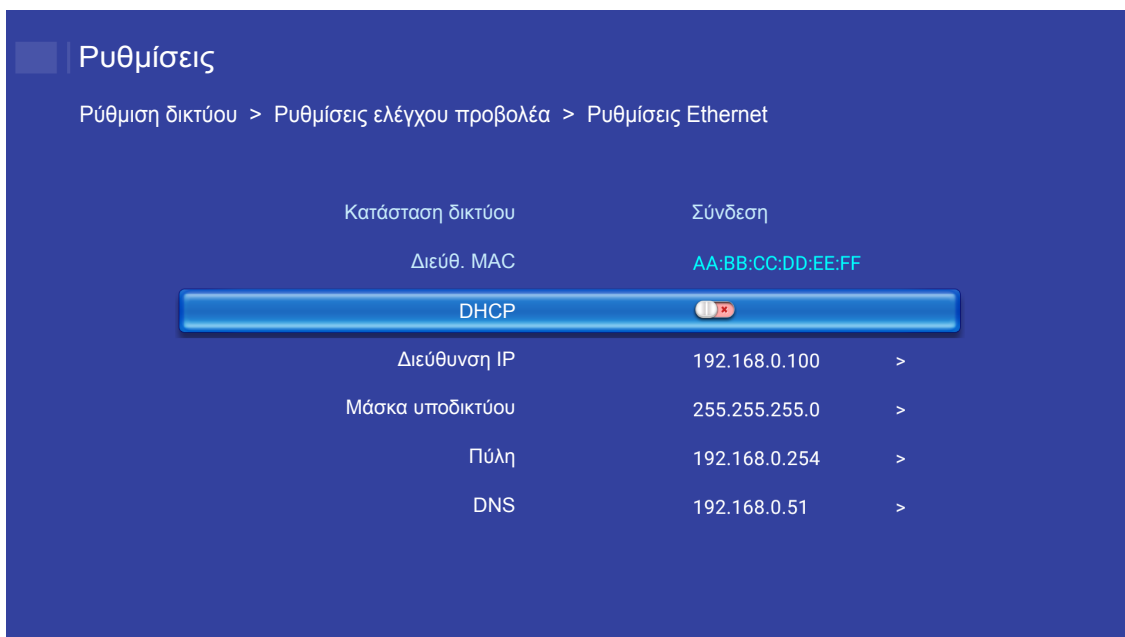 Ρυθμίσεις
Ρύθμιση δικτύου > Ρυθμίσεις ελέγχου προβολέα > Ρυθμίσεις Ethernet
Κατάσταση δικτύου Σύνδεση
Διεύθ. MAC AA:BB:CC:DD:EE:FF
DHCP
Διεύθυνση IP 192.168.0.100 >
Μάσκα υποδικτύου 255.255.255.0 >
Πύλη 192.168.0.254 >
DNS 192.168.0.51 >